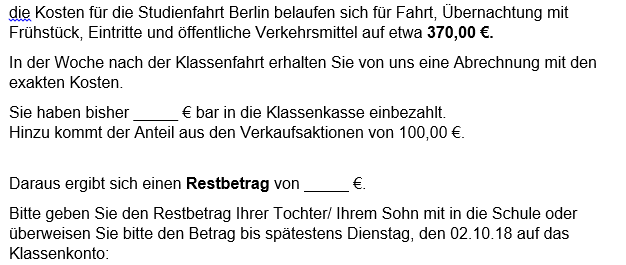 die Kosten für die Studienfahrt Berlin belaufen sich für Fahrt, Übernachtung mit
Frühstück, Eintritte und öffentliche Verkehrsmittel auf etwa 370,00 €.
In der Woche nach der Klassenfahrt erhalten Sie von uns eine Abrechnung mit den
exakten Kosten.
Sie haben bisher _____ € bar in die Klassenkasse einbezahlt.
Hinzu kommt der Anteil aus den Verkaufsaktionen von 100,00 €.
Daraus ergibt sich einen Restbetrag von _____ €.
Bitte geben Sie den Restbetrag Ihrer Tochter/ Ihrem Sohn mit in die Schule oder
überweisen Sie bitte den Betrag bis spätestens Dienstag, den 02.10.18 auf das
Klassenkonto: